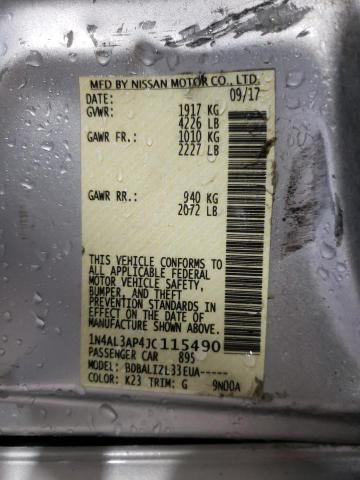 MFD BY NISSAN MOTOR CO., LTD.
DATE: 09/17
GVWR: 1917 KG
4226 LB
GAWR FR: 1010 KG
2227 LB
GAWR RR: 940 KG
2072 LB
THIS VEHICLE CONFORMS TO
ALL APPLICABLE FEDERAL
MOTOR VEHICLE SAFETY,
BUMPER, AND THEFT
PREVENTION STANDARDS IN
EFFECT ON THE DATE OF
MANUFACTURE SHOWN ABOVE.
1N4AL3AP4JC115490
PASSENGER CAR 895
MODEL: BDBALIZL33EUA-----
COLOR: K23 TRIM: G 9N00A